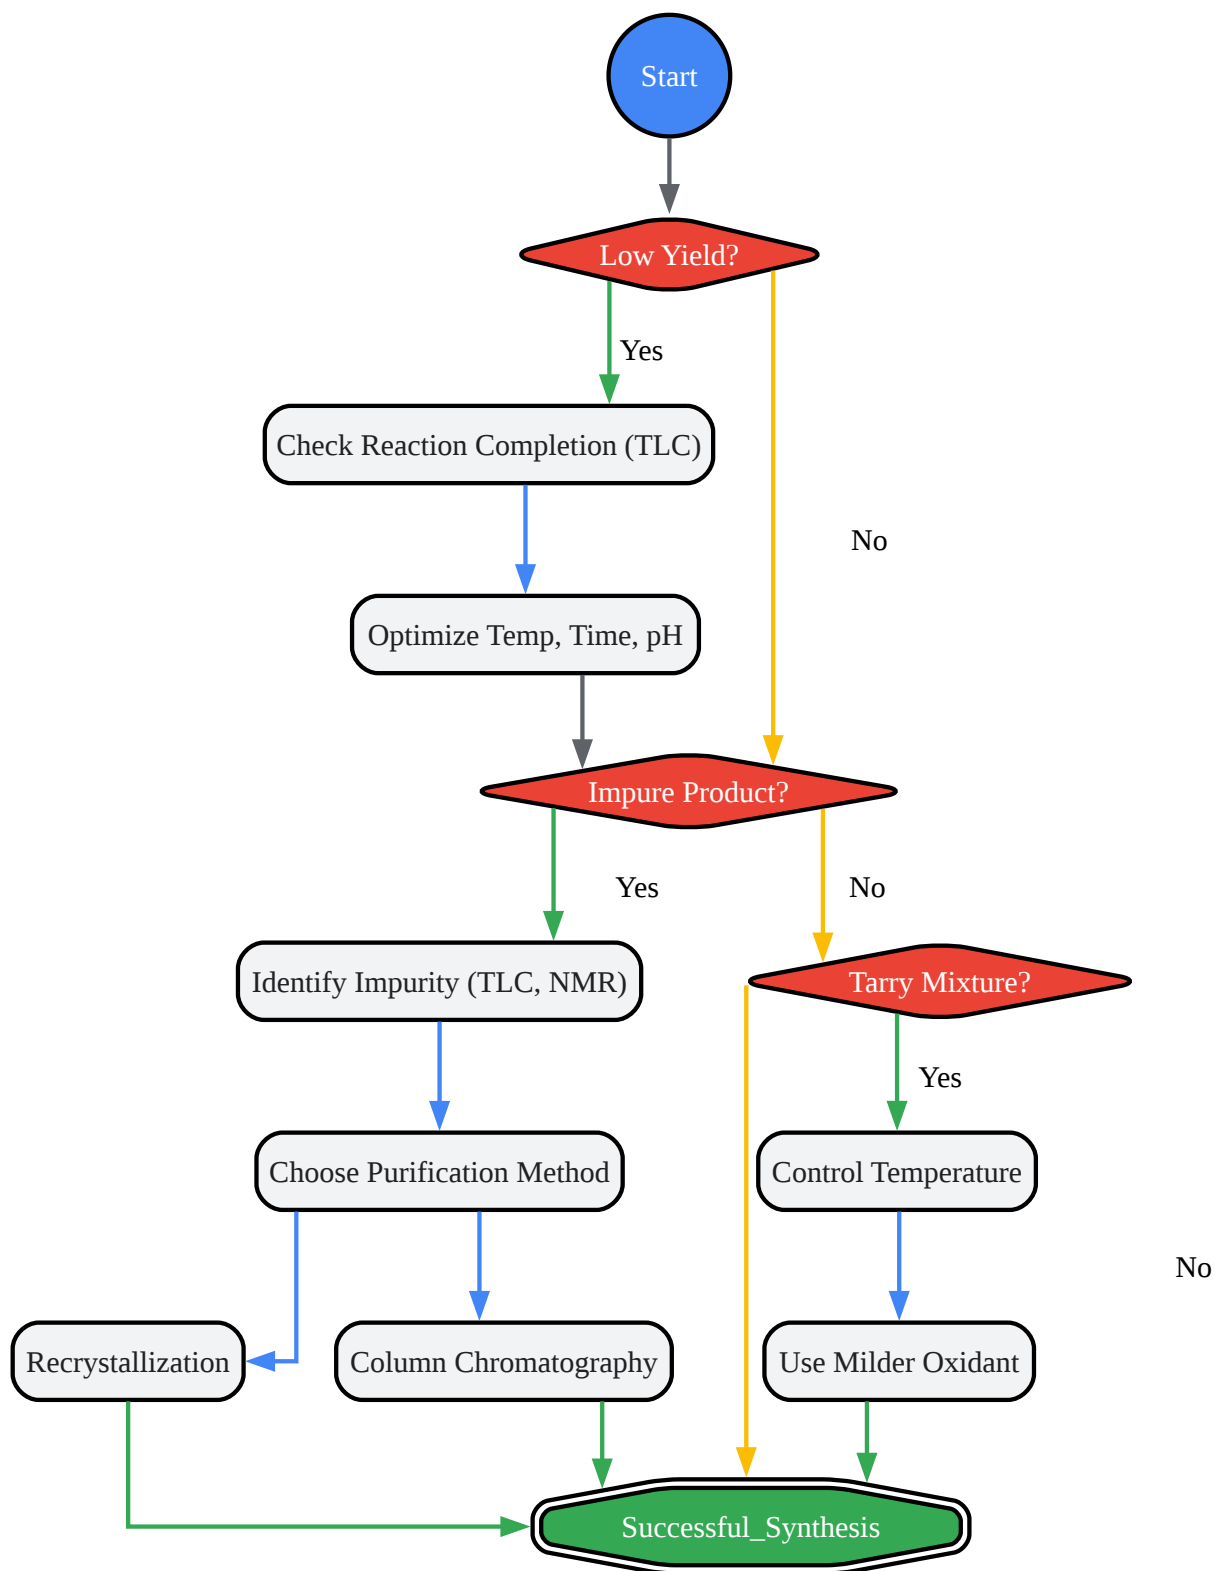 Start
Low Yield?
Yes
Check Reaction Completion (TLC)
No
Optimize Temp, Time, pH
Impure Product?
Yes
No
Identify Impurity (TLC, NMR)
Tarry Mixture?
Yes
Choose Purification Method
Control Temperature
No
Recrystallization
Column Chromatography
Use Milder Oxidant
Successful_Synthesis